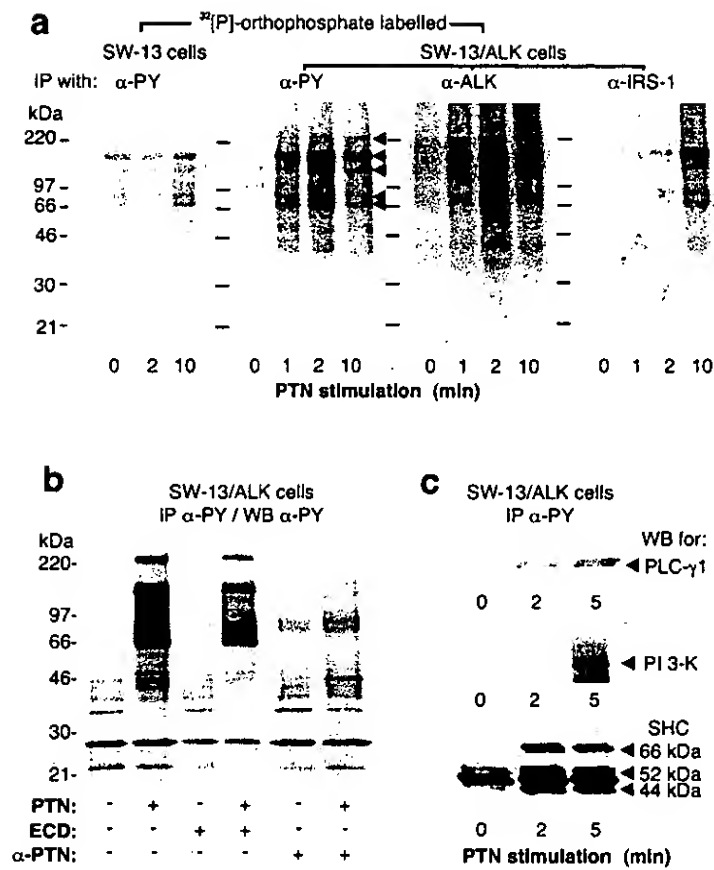 a
³²[P]-orthophosphate labelled
SW-13 cells
SW-13/ALK cells
IP with: α-PY α-PY α-ALK α-IRS-1
kDa
220-
97-
66-
46-
30-
21-
0 2 10 0 1 2 10 0 1 2 10 0 1 2 10
PTN stimulation (min)
b
SW-13/ALK cells
IP α-PY / WB α-PY
kDa
220-
97-
66-
46-
30-
21-
PTN: - + - + - +
ECD: - - + + - -
α-PTN: - - - - + +
c
SW-13/ALK cells
IP α-PY
WB for:
PLC-γ1
0 2 5
PI 3-K
0 2 5
SHC
66 kDa
52 kDa
44 kDa
0 2 5
PTN stimulation (min)